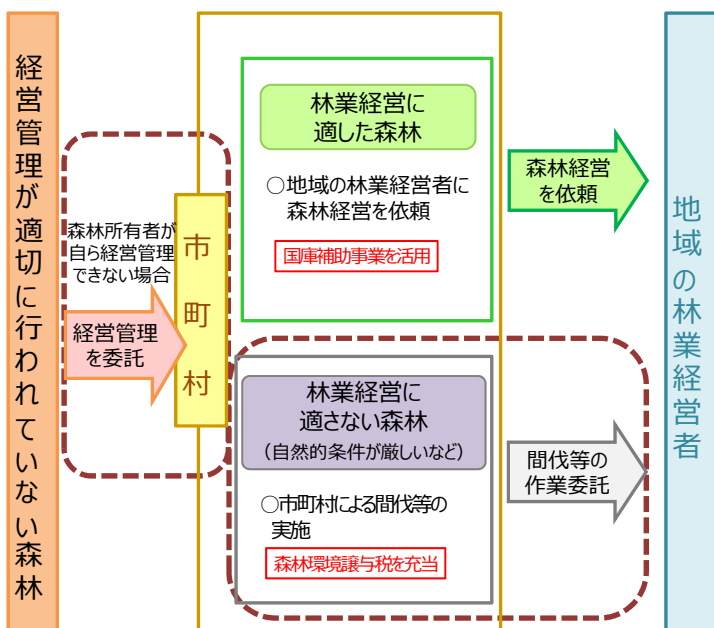 経営管理が適切に行われていない森林
森林所有者が
自ら経営管理
できない場合
経営管理
を委託
市町村
林業経営に
適した森林
○地域の林業経営者に
森林経営を依頼
国庫補助事業を活用
森林経営
を依頼
林業経営に
適さない森林
（自然的条件が厳しいなど）
○市町村による間伐等の
実施
森林環境譲与税を充当
間伐等の
作業委託
地域の林業経営者